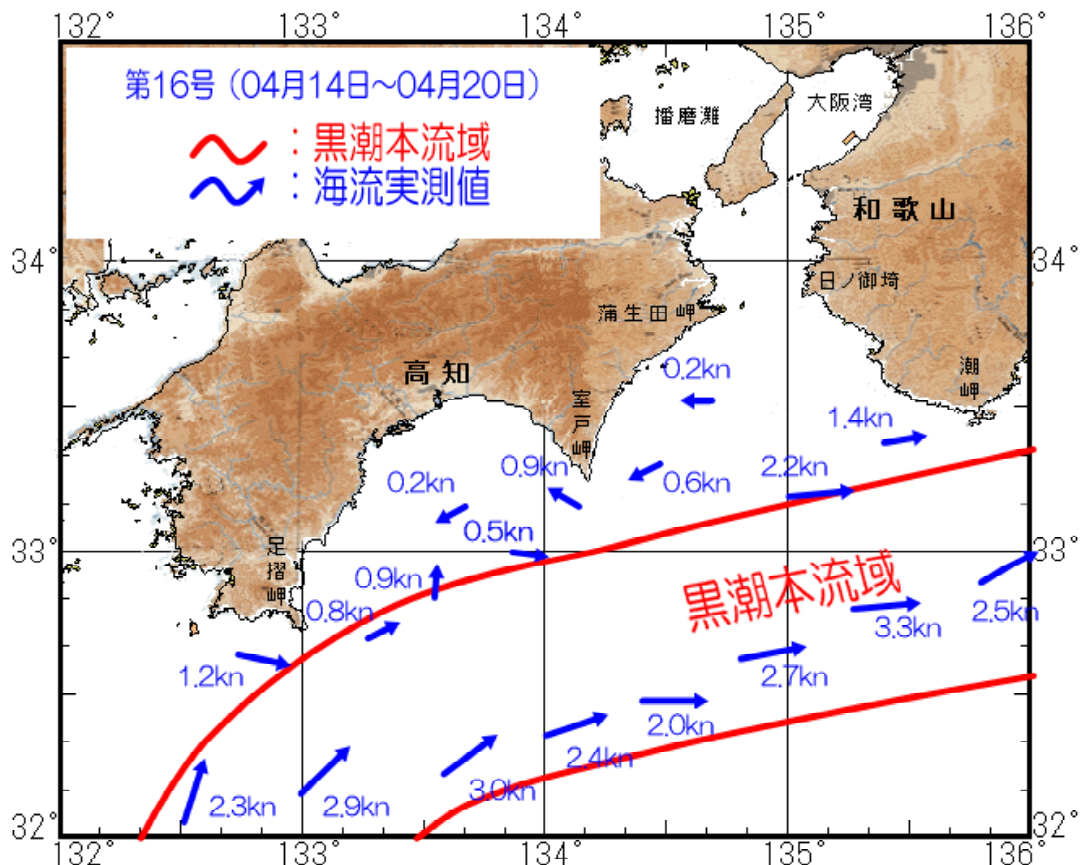 132° 133° 134° 135° 136°
第16号（04月14日～04月20日）
：黒潮本流域
：海流実測値
播磨灘
大阪湾
和歌山
34° 34°
日ノ御埼
蒲生田岬
潮岬
高知
室戸岬
0.2kn
1.4kn
0.9kn
2.2kn
0.2kn
0.6kn
0.5kn
33° 33°
足摺岬
0.9kn
黒潮本流域
0.8kn
2.5kn
3.3kn
1.2kn
2.7kn
2.0kn
2.4kn
3.0kn
2.3kn
2.9kn
32° 32°
132° 133° 134° 135° 136°